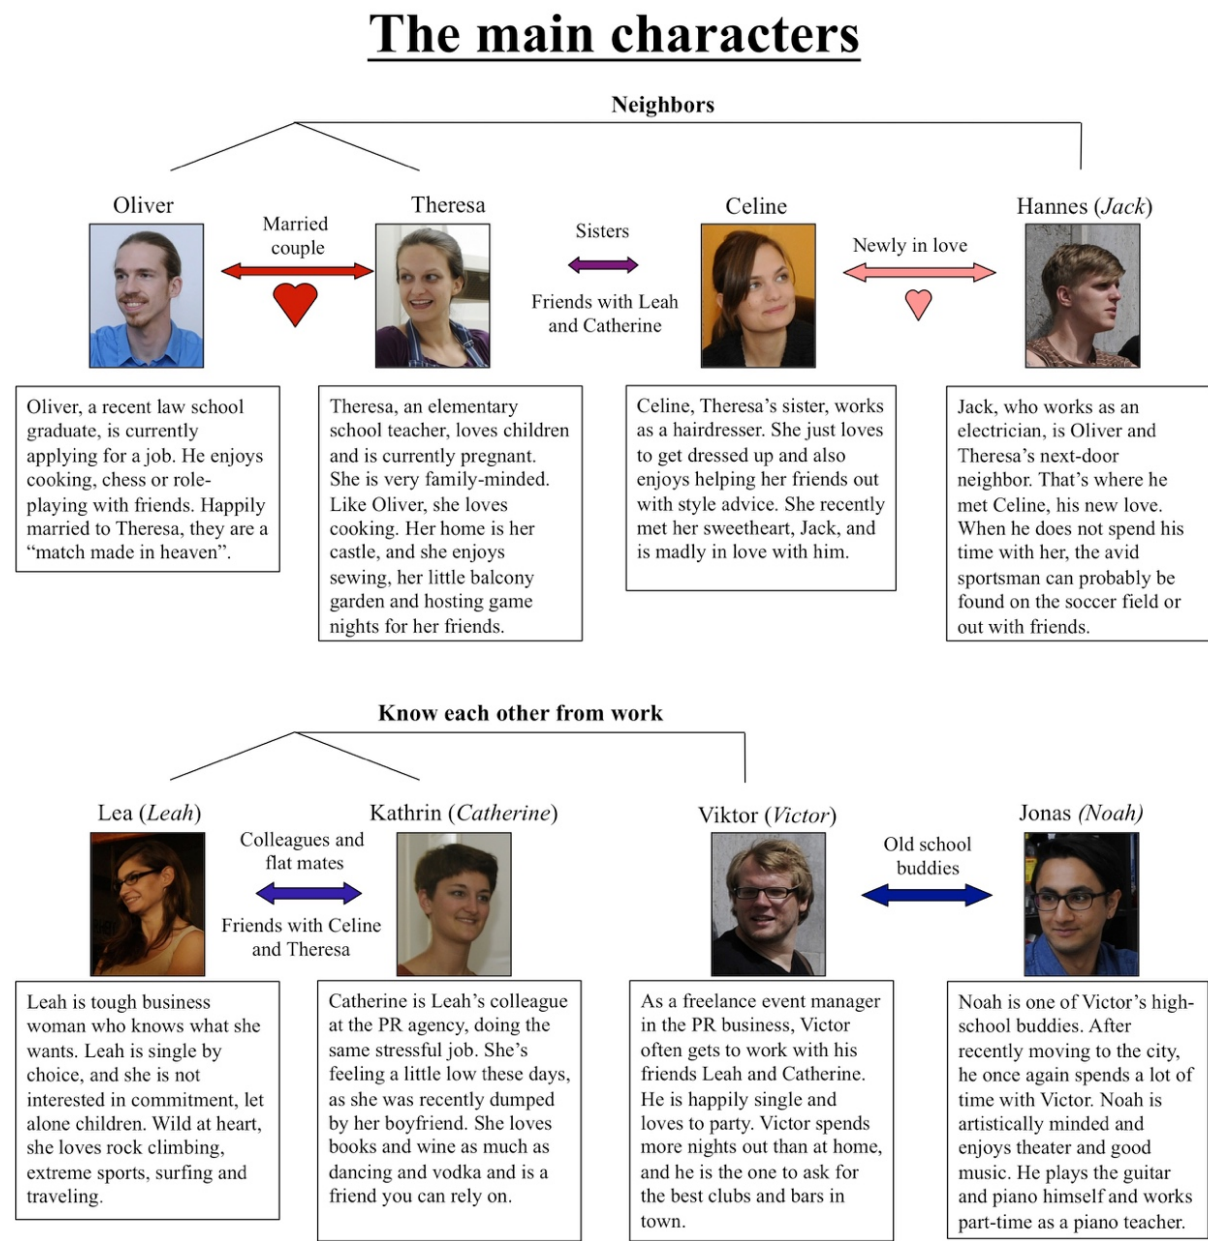 The main characters
Neighbors
Oliver
Theresa
Celine
Hannes (Jack)
Married
couple
Sisters
Friends with Leah
and Catherine
Newly in love
Oliver, a recent law school
graduate, is currently
applying for a job. He enjoys
cooking, chess or role-
playing with friends. Happily
married to Theresa, they are a
“match made in heaven”.
Theresa, an elementary
school teacher, loves children
and is currently pregnant.
She is very family-minded.
Like Oliver, she loves
cooking. Her home is her
castle, and she enjoys
sewing, her little balcony
garden and hosting game
nights for her friends.
Celine, Theresa’s sister, works
as a hairdresser. She just loves
to get dressed up and also
enjoys helping her friends out
with style advice. She recently
met her sweetheart, Jack, and
is madly in love with him.
Jack, who works as an
electrician, is Oliver and
Theresa’s next-door
neighbor. That’s where he
met Celine, his new love.
When he does not spend his
time with her, the avid
sportsman can probably be
found on the soccer field or
out with friends.
Know each other from work
Lea (Leah)
Kathrin (Catherine)
Viktor (Victor)
Jonas (Noah)
Colleagues and
flat mates
Friends with Celine
and Theresa
Old school
buddies
Leah is tough business
woman who knows what she
wants. Leah is single by
choice, and she is not
interested in commitment, let
alone children. Wild at heart,
she loves rock climbing,
extreme sports, surfing and
traveling.
Catherine is Leah’s colleague
at the PR agency, doing the
same stressful job. She’s
feeling a little low these days,
as she was recently dumped
by her boyfriend. She loves
books and wine as much as
dancing and vodka and is a
friend you can rely on.
As a freelance event manager
in the PR business, Victor
often gets to work with his
friends Leah and Catherine.
He is happily single and
loves to party. Victor spends
more nights out than at home,
and he is the one to ask for
the best clubs and bars in
town.
Noah is one of Victor’s high-
school buddies. After
recently moving to the city,
he once again spends a lot of
time with Victor. Noah is
artistically minded and
enjoys theater and good
music. He plays the guitar
and piano himself and works
part-time as a piano teacher.